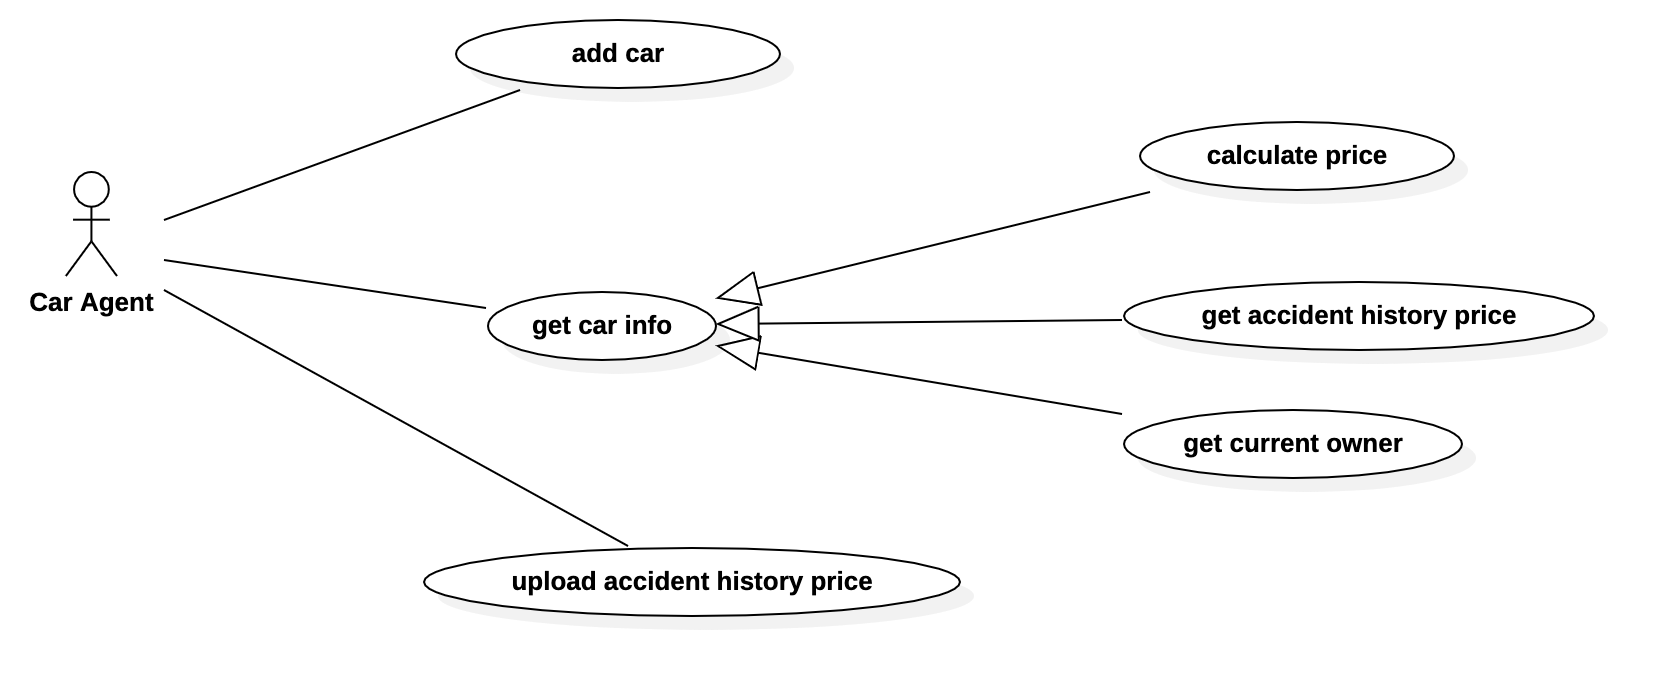 add car
calculate price
Car Agent
get car info
get accident history price
get current owner
upload accident history price